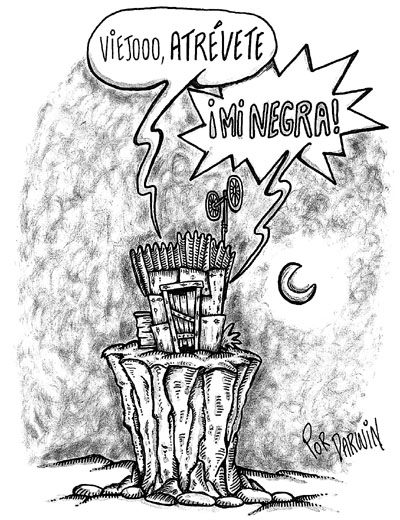 VIEJOOO, ATRÉVETE
¡MI NEGRA!
POR DARWIN